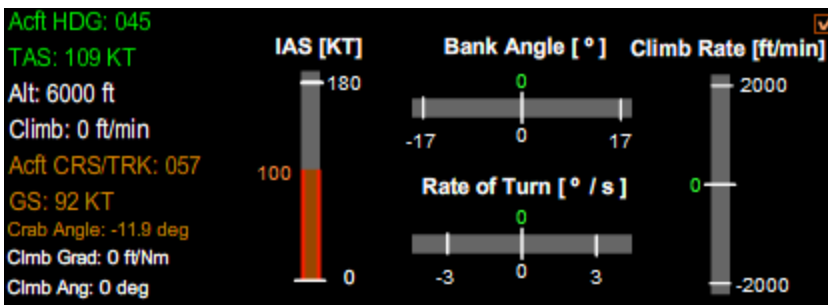 Acft HDG: 045
TAS: 109 KT
Alt: 6000 ft
Climb: 0 ft/min
Acft CRS/TRK: 057
GS: 92 KT
Crab Angle: -11.9 deg
Clmb Grad: 0 ft/Nm
Clmb Ang: 0 deg
IAS [KT]
180
100
0
Bank Angle [ º ]
0
-17 0 17
Rate of Turn [ º / s ]
0
-3 0 3
Climb Rate [ft/min]
2000
0
-2000